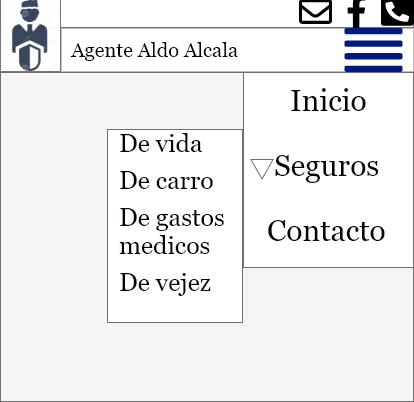 Agente Aldo Alcala
Inicio
Seguros
Contacto
De vida
De carro
De gastos
medicos
De vejez